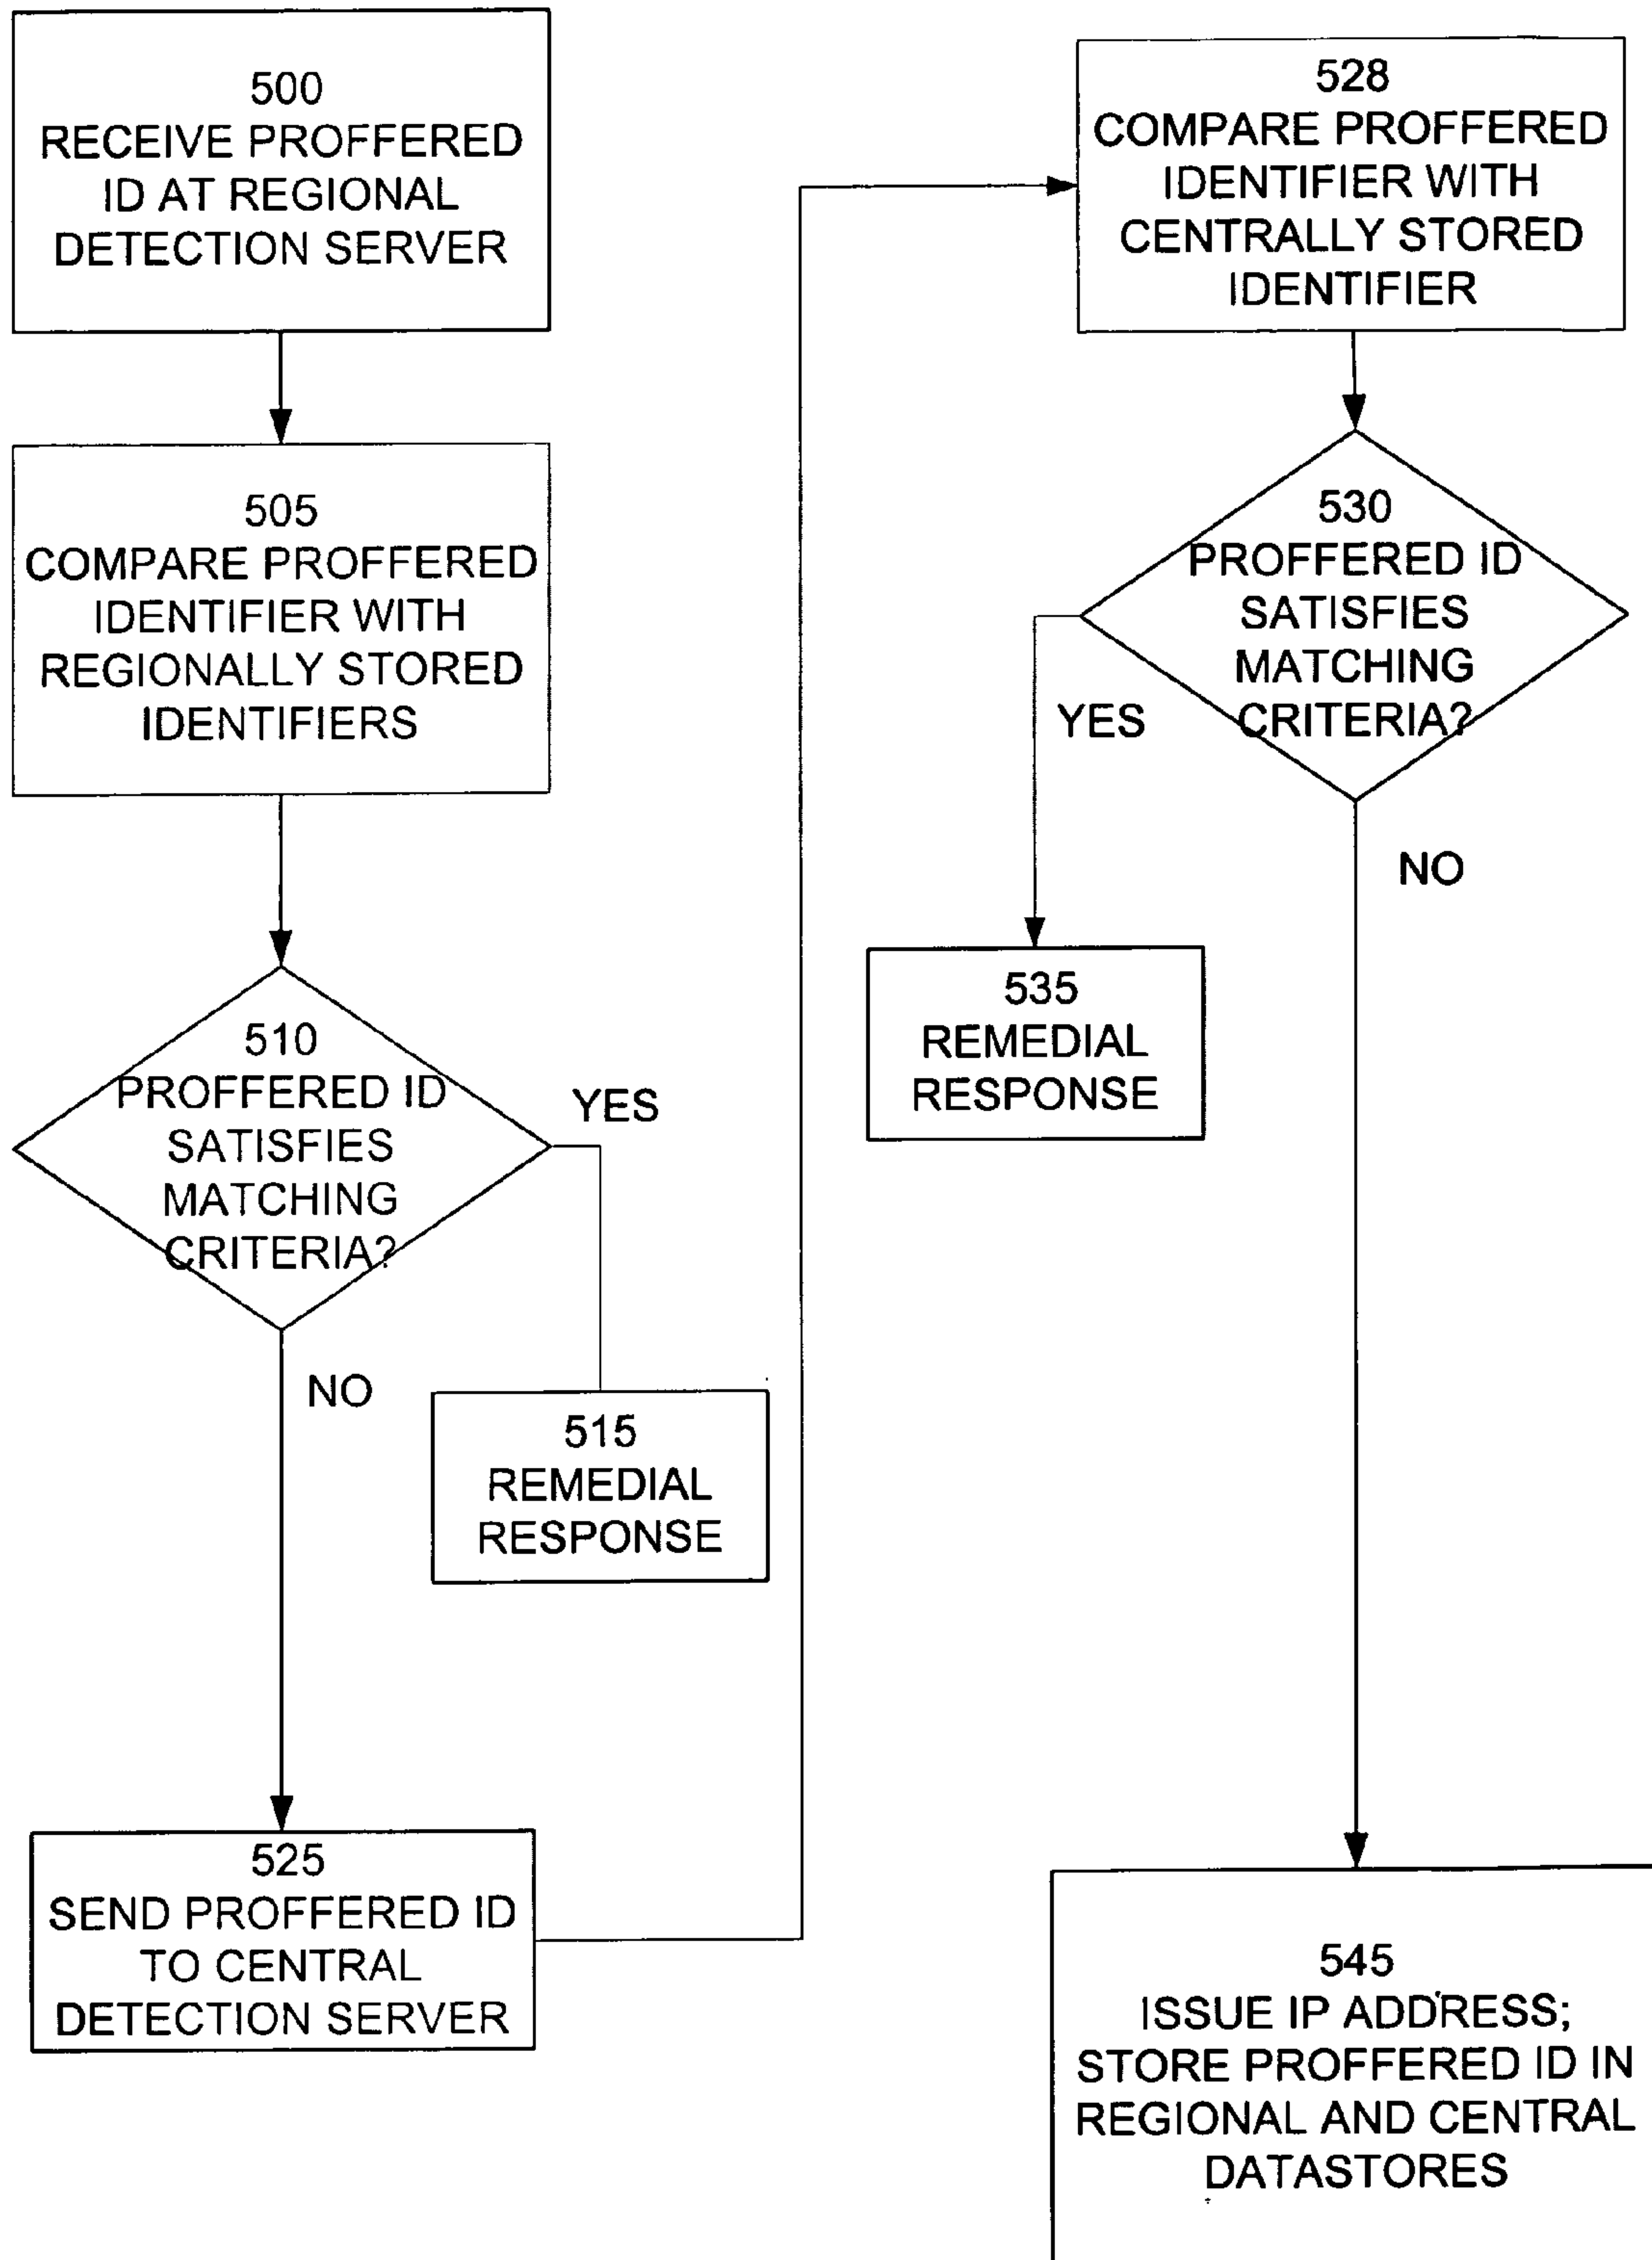 500
RECEIVE PROFFERED
ID AT REGIONAL
DETECTION SERVER
505
COMPARE PROFFERED
IDENTIFIER WITH
REGIONALLY STORED
IDENTIFIERS
510
PROFFERED ID
SATISFIES
MATCHING
CRITERIA?
YES
NO
515
REMEDIAL
RESPONSE
525
SEND PROFFERED ID
TO CENTRAL
DETECTION SERVER
528
COMPARE PROFFERED
IDENTIFIER WITH
CENTRALLY STORED
IDENTIFIER
530
PROFFERED ID
SATISFIES
MATCHING
CRITERIA?
YES
NO
535
REMEDIAL
RESPONSE
545
ISSUE IP ADDRESS;
STORE PROFFERED ID IN
REGIONAL AND CENTRAL
DATASTORES